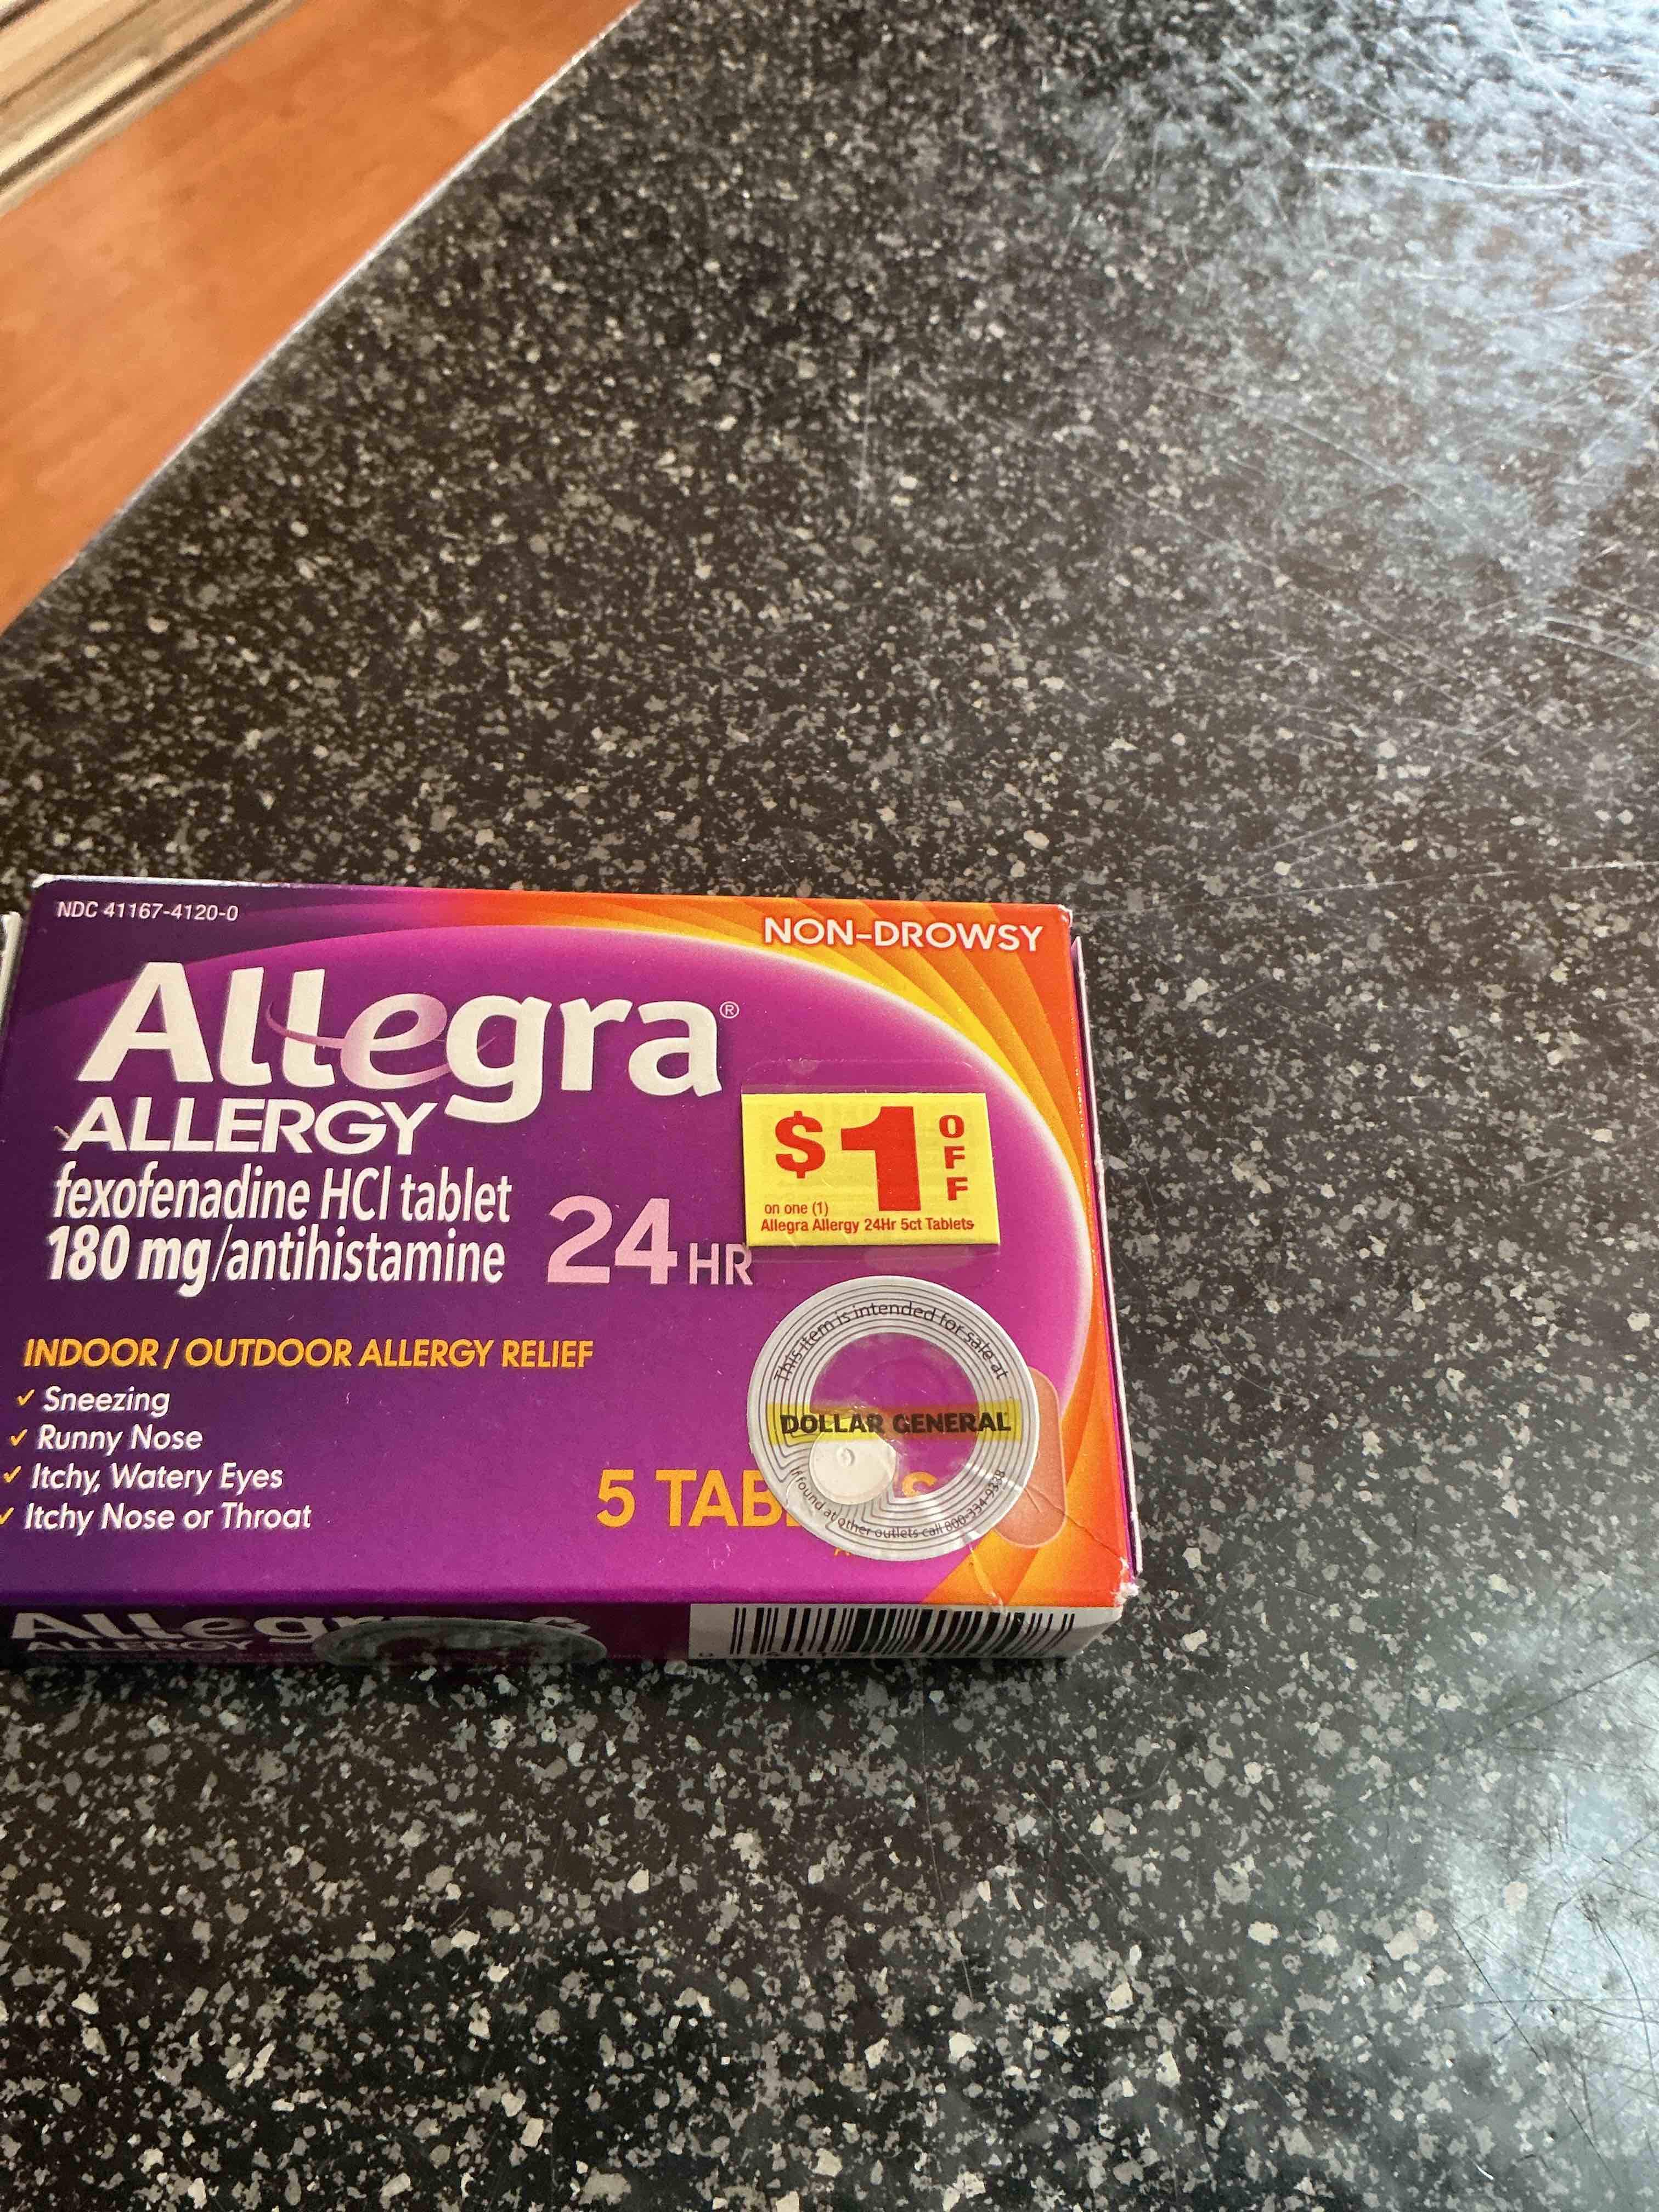 NDC 41167-4120-0
NON-DROWSY
Allegra®
ALLERGY
fexofenadine HCl tablet
180 mg/antihistamine
24 HR
$1 OFF
on one (1)
Allegra Allergy 24Hr 5ct Tablets
INDOOR / OUTDOOR ALLERGY RELIEF
✓ Sneezing
✓ Runny Nose
✓ Itchy, Watery Eyes
✓ Itchy Nose or Throat
This item is intended for sale at
DOLLAR GENERAL
If found at other outlets call 800-334-9338
5 TAB S
Allegra
ALLERGY